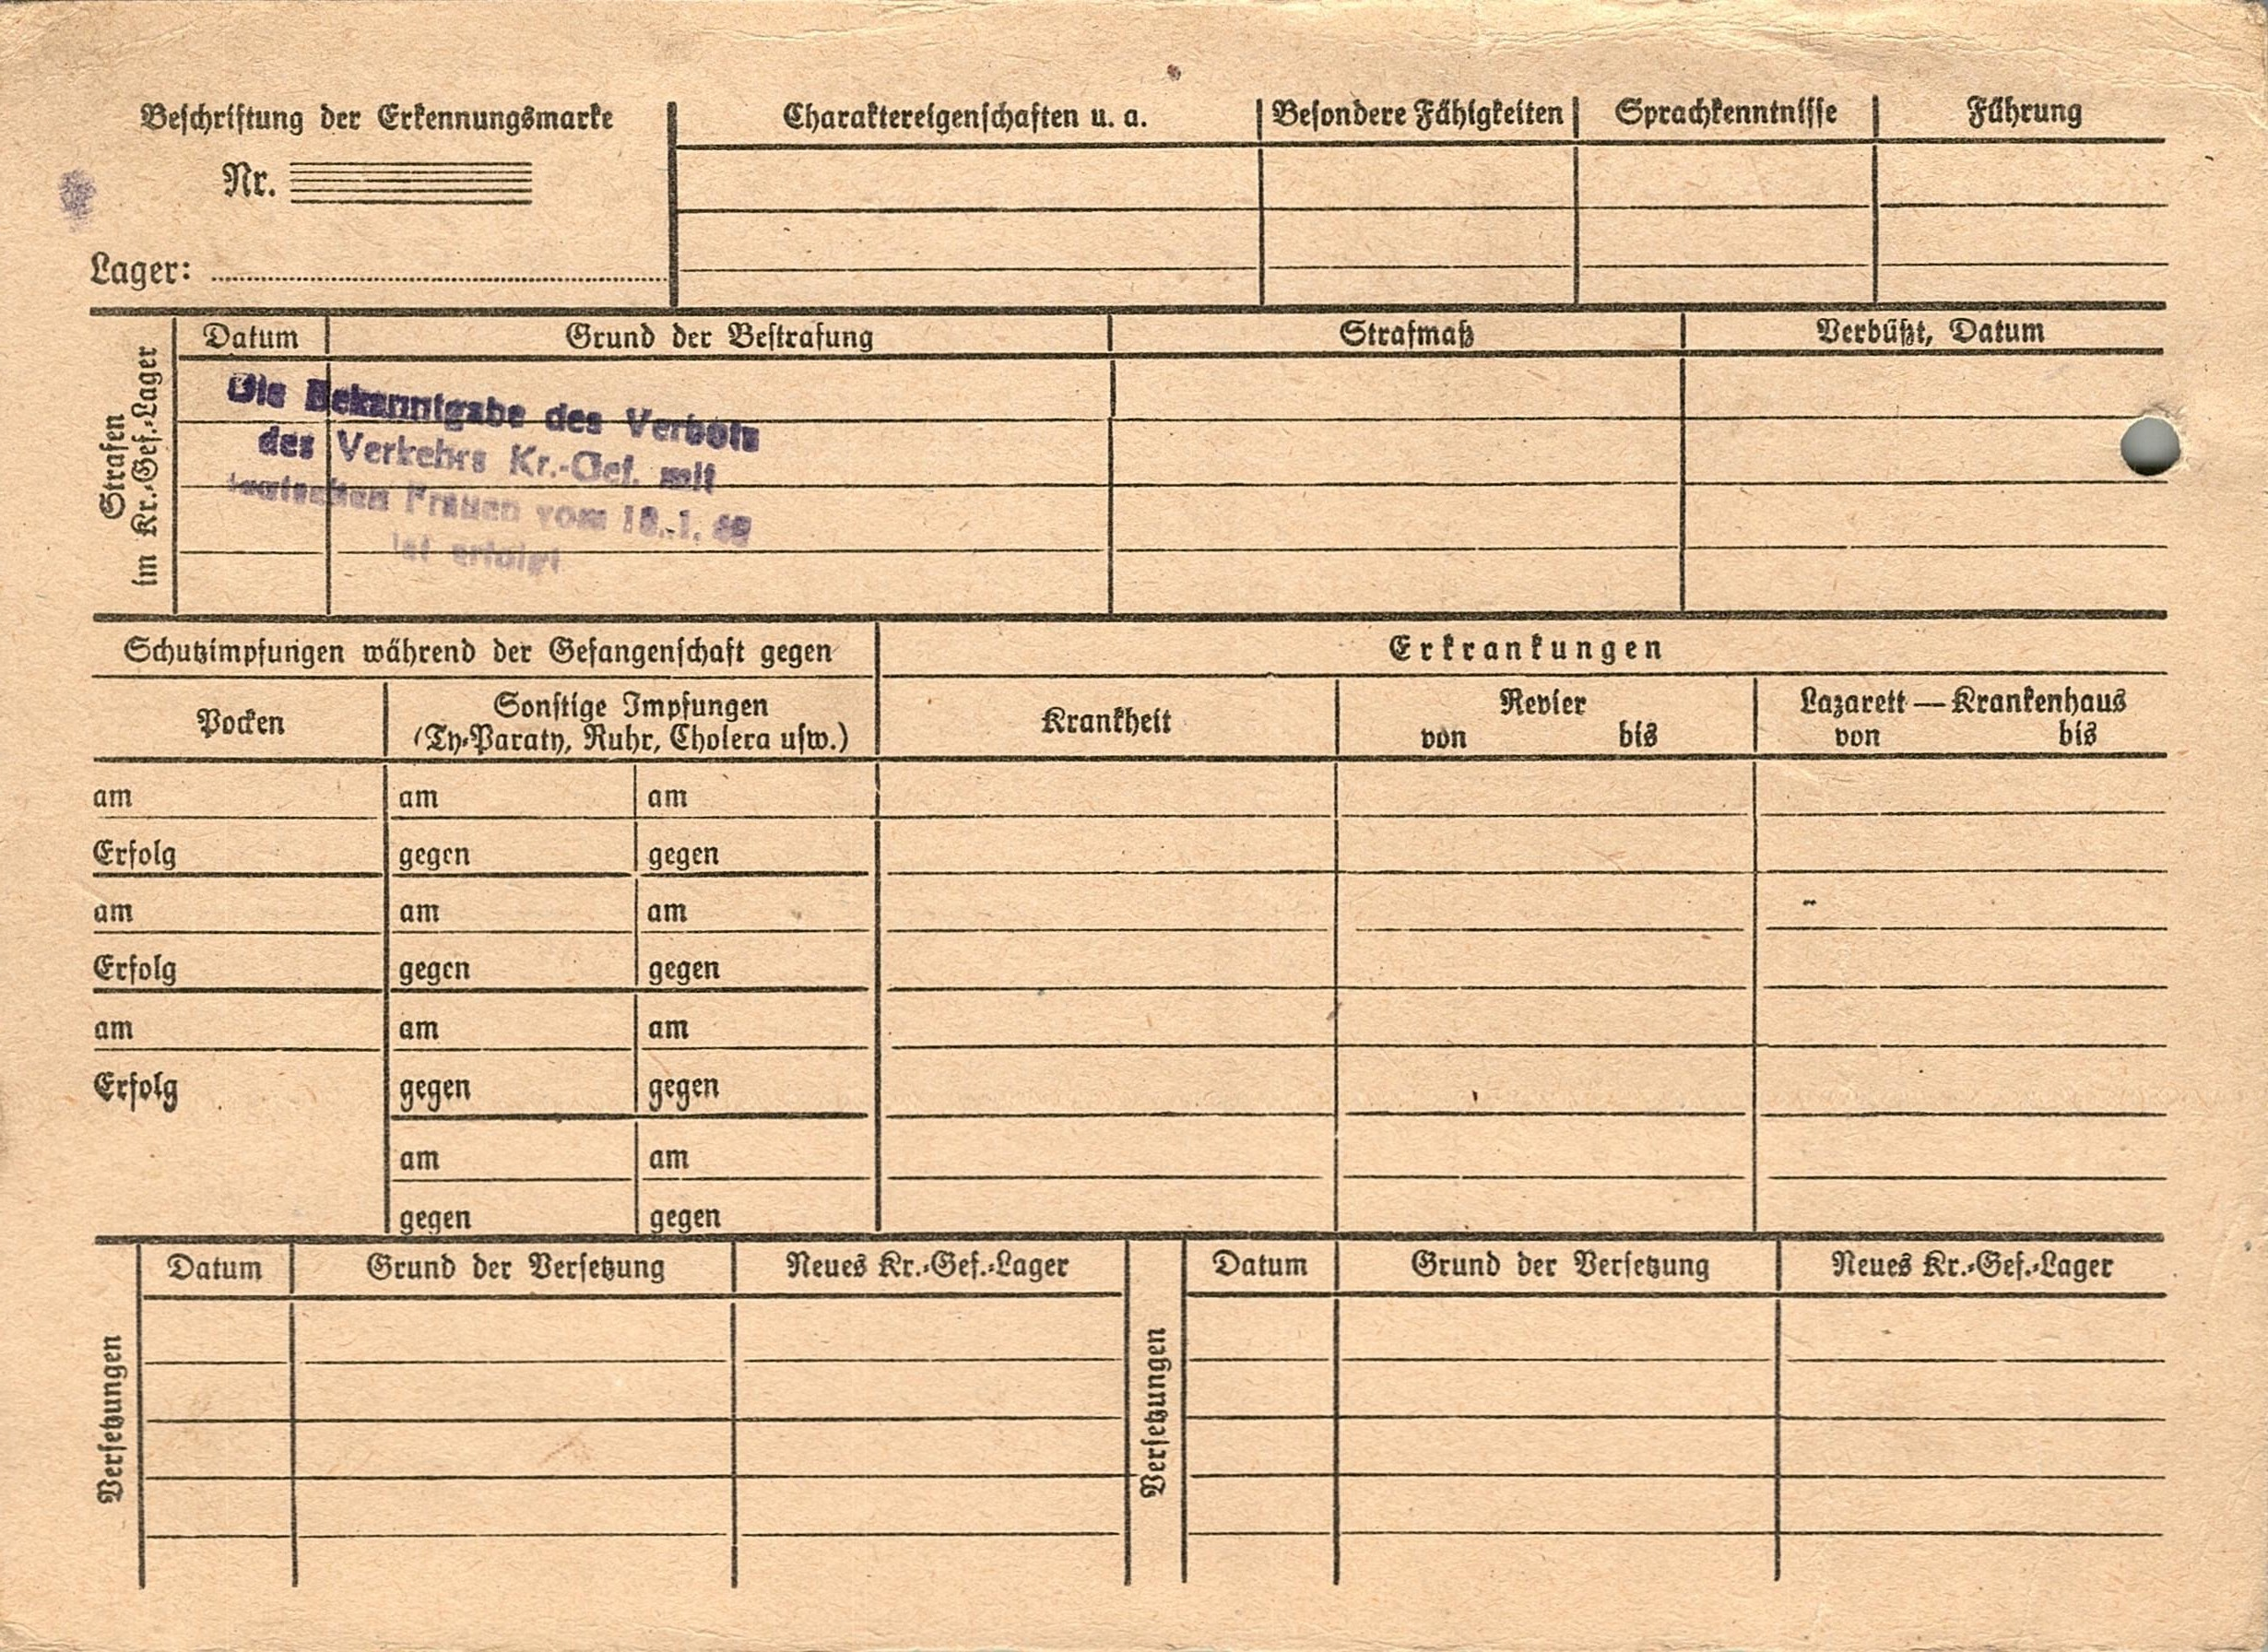 Beschriftung der Erkennungsmarke
Nr.
Lager:
Charaktereigenschaften u. a.
Besondere Fähigkeiten
Sprachkenntnisse
Führung
Strafen
im Kr.-Gef.-Lager
Datum
Grund der Bestrafung
Strafmaß
Verbüßt, Datum
Die Bekanntgabe des Verbots
des Verkehrs Kr.-Gef. mit
deutschen Frauen vom
ist erfolgt
Schutzimpfungen während der Gefangenschaft gegen
Erkrankungen
Pocken
Sonstige Impfungen
(Ty-Paraty, Ruhr, Cholera usw.)
Krankheit
Revier
von bis
Lazarett — Krankenhaus
von bis
am am am
Erfolg gegen gegen
am am am
Erfolg gegen gegen
am am am
Erfolg gegen gegen
am am
gegen gegen
Versetzungen
Datum
Grund der Versetzung
Neues Kr.-Gef.-Lager
Versetzungen
Datum
Grund der Versetzung
Neues Kr.-Gef.-Lager